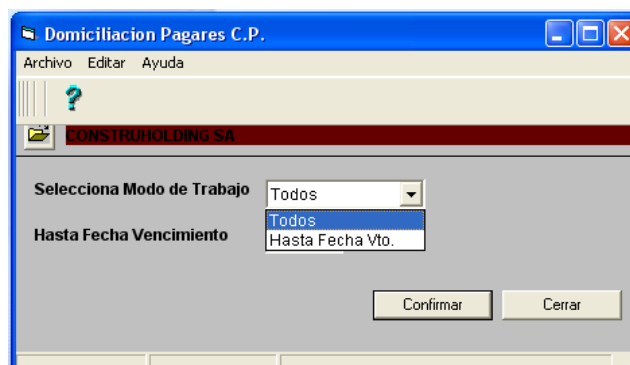 Domiciliacion Pagares C.P.
Archivo Editar Ayuda
CONSTRUHOLDING SA
Selecciona Modo de Trabajo Todos
Todos
Hasta Fecha Vencimiento Hasta Fecha Vto.
Confirmar Cerrar